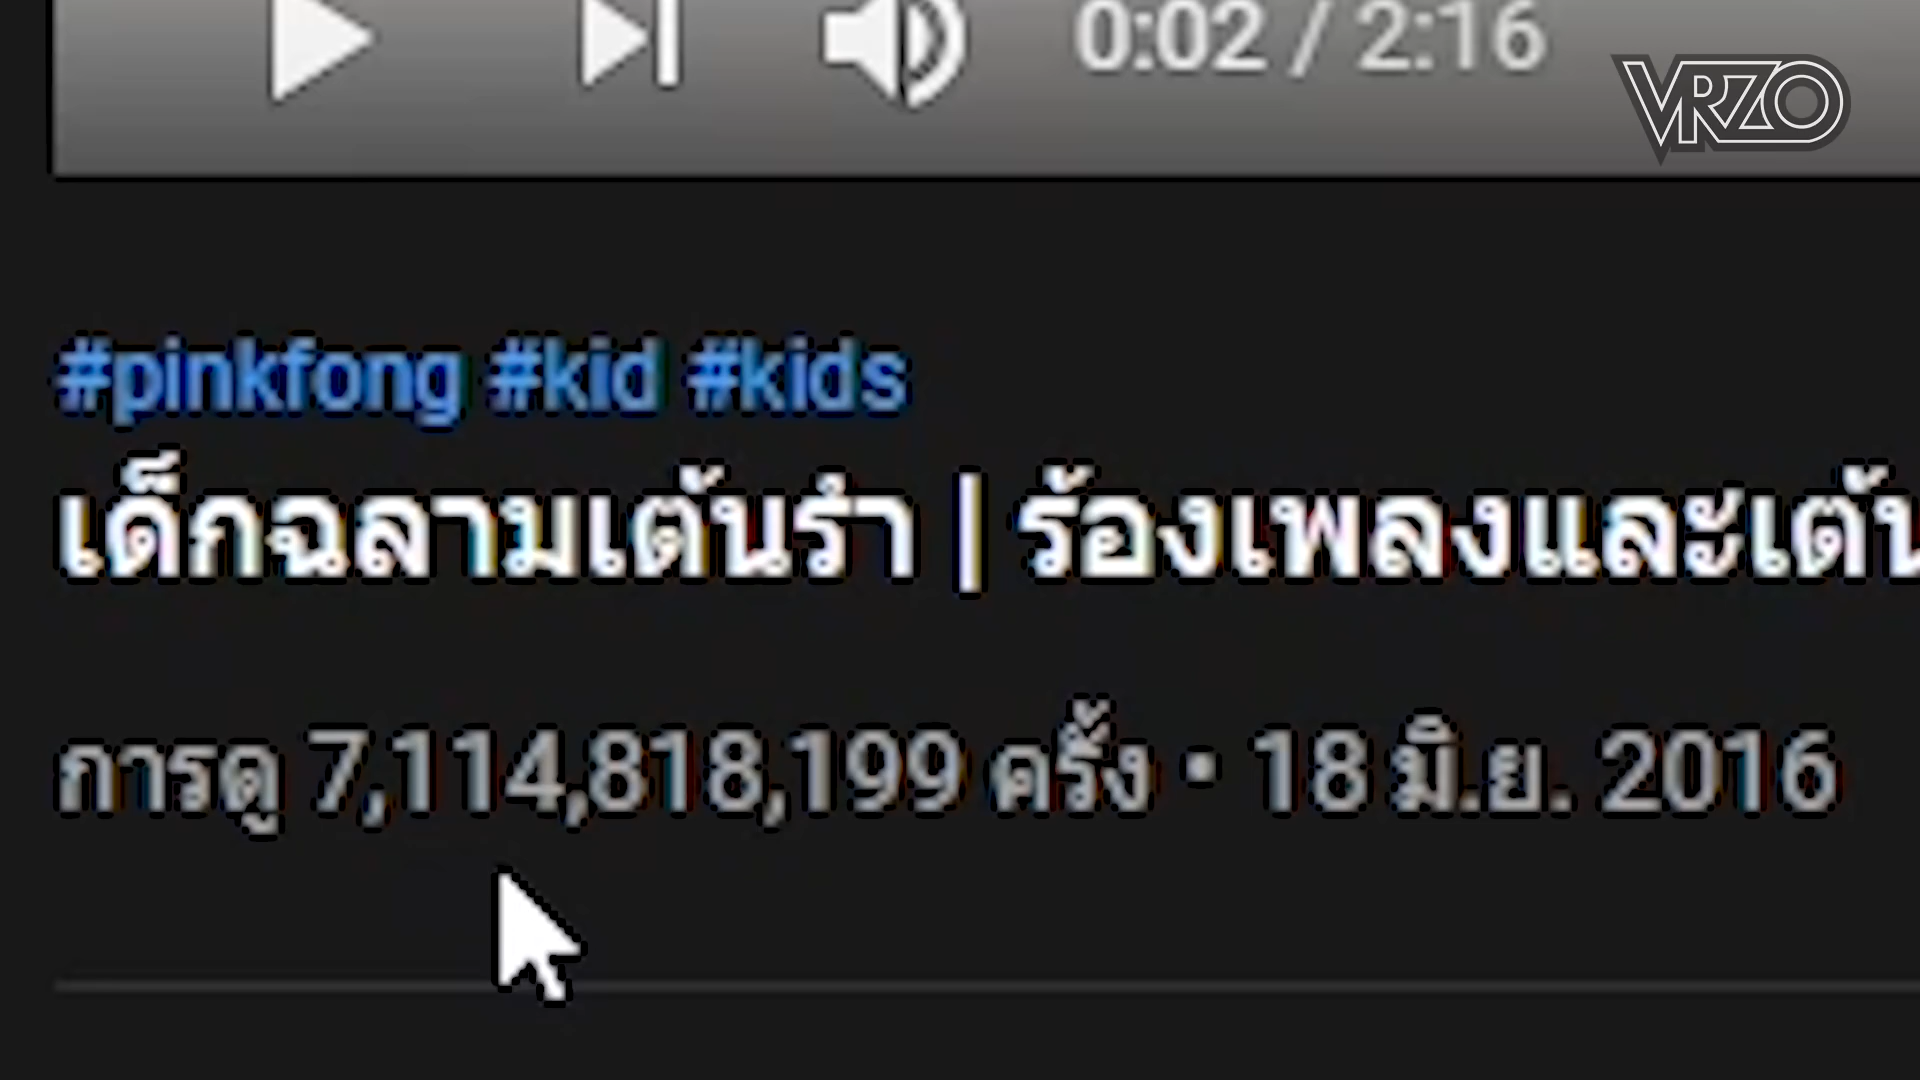 0:02 / 2:16
VRZO
#pinkfong #kid #kids
เด็กฉลามเต้นรำ | ร้องเพลงและเต้น
การดู 7,114,818,199 ครั้ง • 18 มิ.ย. 2016